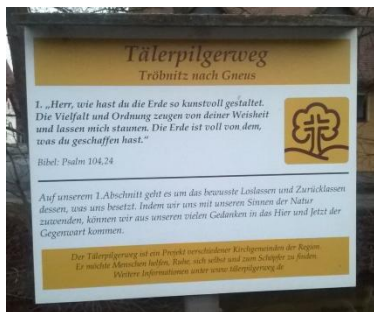 Tälerpilgerweg
Tröbnitz nach Gneus
1. „Herr, wie hast du die Erde so kunstvoll gestaltet.
Die Vielfalt und Ordnung zeugen von deiner Weisheit
und lassen mich staunen. Die Erde ist voll von dem,
was du geschaffen hast.“
Bibel: Psalm 104,24
Auf unserem 1.Abschnitt geht es um das bewusste Loslassen und Zurücklassen
dessen, was uns besetzt. Indem wir uns mit unseren Sinnen der Natur
zuwenden, können wir aus unseren vielen Gedanken in das Hier und Jetzt der
Gegenwart kommen.
Der Tälerpilgerweg ist ein Projekt verschiedener Kirchgemeinden der Region.
Er möchte Menschen helfen, Ruhe, sich selbst und zum Schöpfer zu finden.
Weitere Informationen unter www.tälerpilgerweg.de